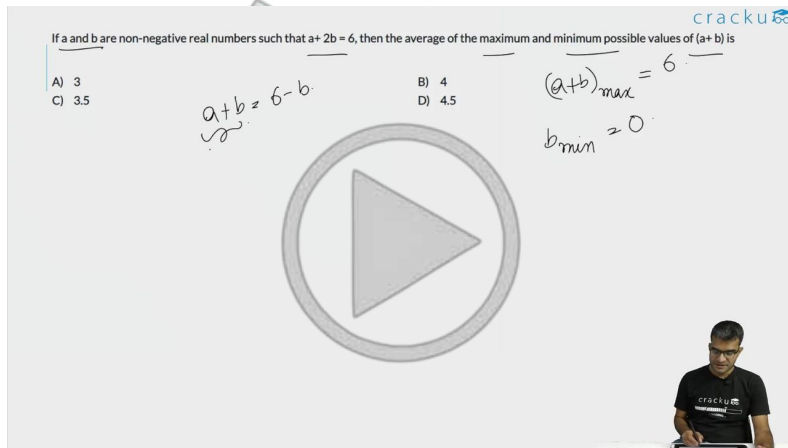 cracku
If a and b are non-negative real numbers such that a+ 2b = 6, then the average of the maximum and minimum possible values of (a+ b) is
A) 3
B) 4
C) 3.5
D) 4.5
a+b = 6-b.
(a+b)max = 6.
bmin = 0.
cracku